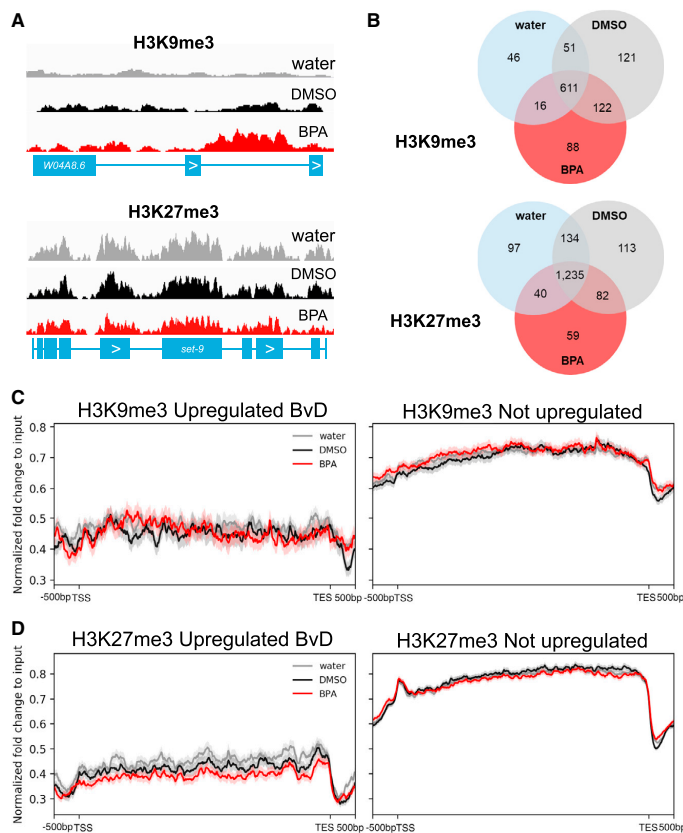 A
H3K9me3
water
DMSO
BPA
W04A8.6
>
>
H3K27me3
water
DMSO
BPA
>
set-9
>
B
water
DMSO
46
51
121
611
16
122
H3K9me3
88
BPA
water
DMSO
97
134
113
1,235
40
82
H3K27me3
59
BPA
C
H3K9me3 Upregulated BvD
H3K9me3 Not upregulated
Normalized fold change to input
0.8
0.7
0.6
0.5
0.4
0.3
water
DMSO
BPA
-500bp TSS
TES 500bp
-500bp TSS
TES 500bp
D
H3K27me3 Upregulated BvD
H3K27me3 Not upregulated
Normalized fold change to input
0.8
0.7
0.6
0.5
0.4
0.3
water
DMSO
BPA
-500bp TSS
TES 500bp
-500bp TSS
TES 500bp